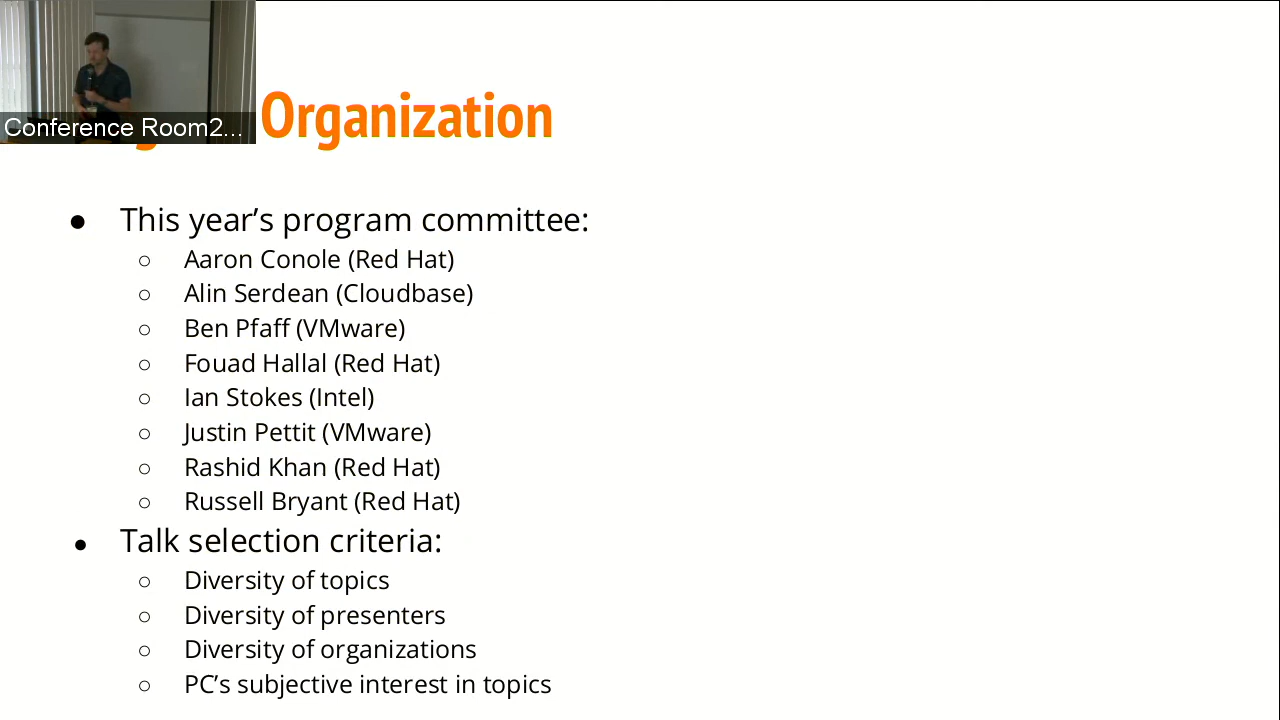 Conference Room2...
Organization
● This year's program committee:
○ Aaron Conole (Red Hat)
○ Alin Serdean (Cloudbase)
○ Ben Pfaff (VMware)
○ Fouad Hallal (Red Hat)
○ Ian Stokes (Intel)
○ Justin Pettit (VMware)
○ Rashid Khan (Red Hat)
○ Russell Bryant (Red Hat)
● Talk selection criteria:
○ Diversity of topics
○ Diversity of presenters
○ Diversity of organizations
○ PC's subjective interest in topics